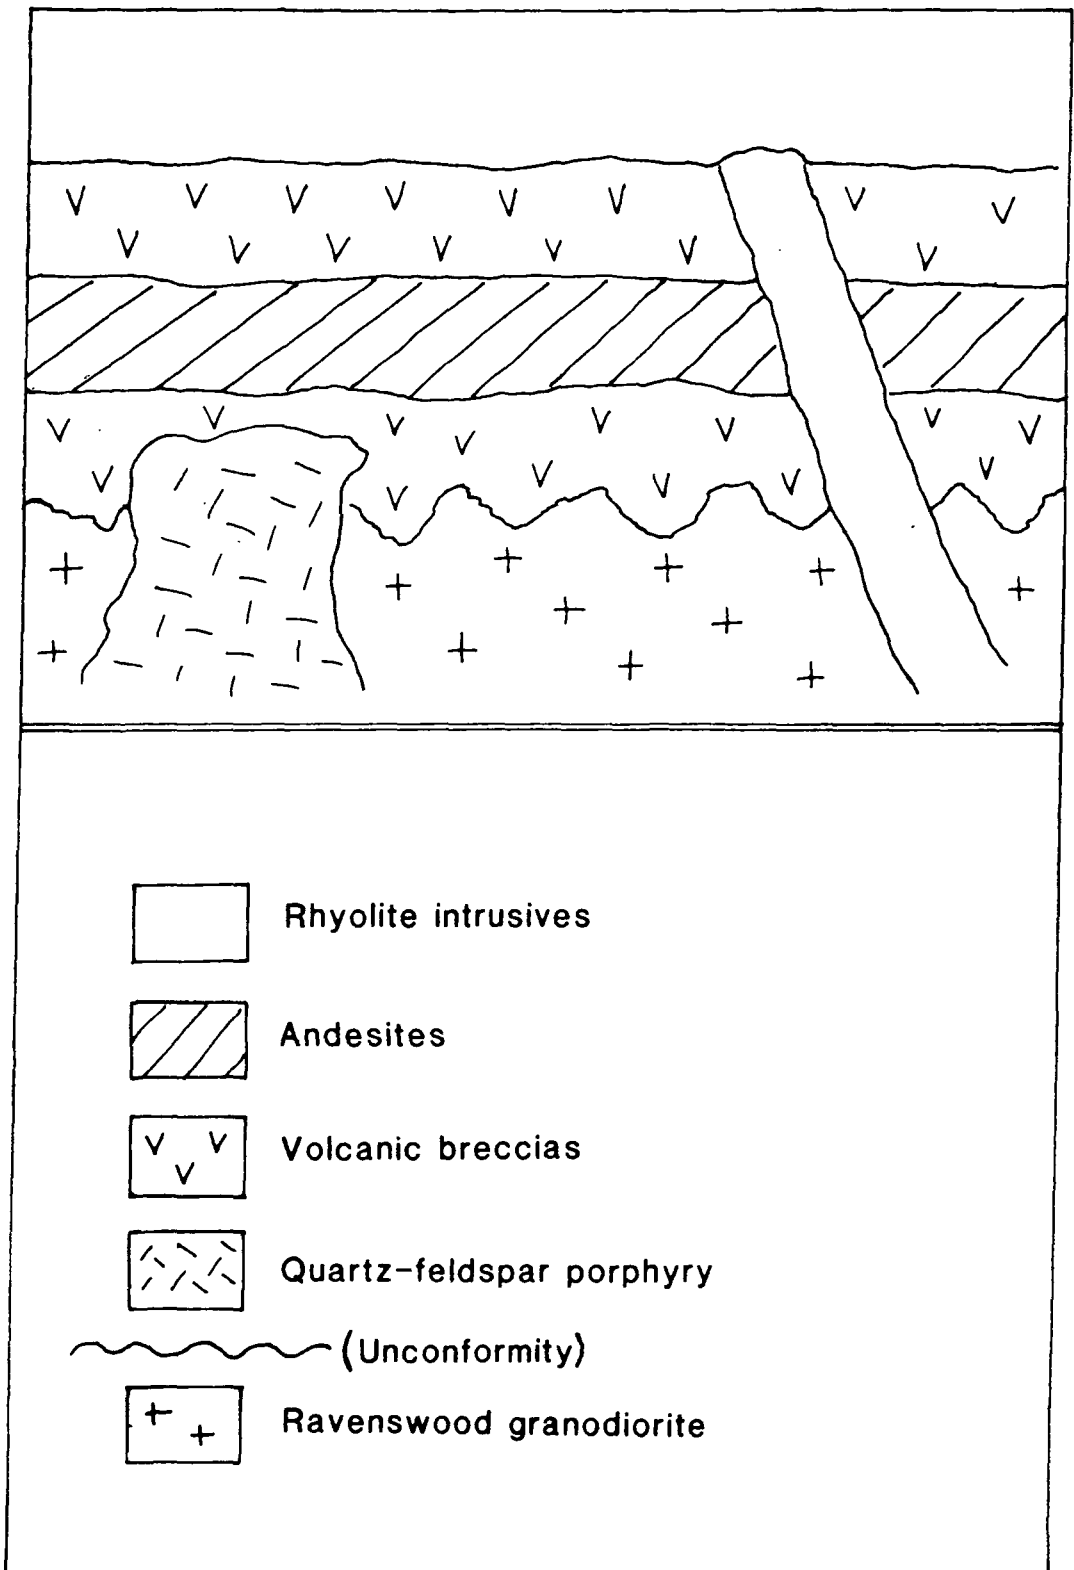 Rhyolite intrusives
Andesites
Volcanic breccias
Quartz-feldspar porphyry
(Unconformity)
Ravenswood granodiorite